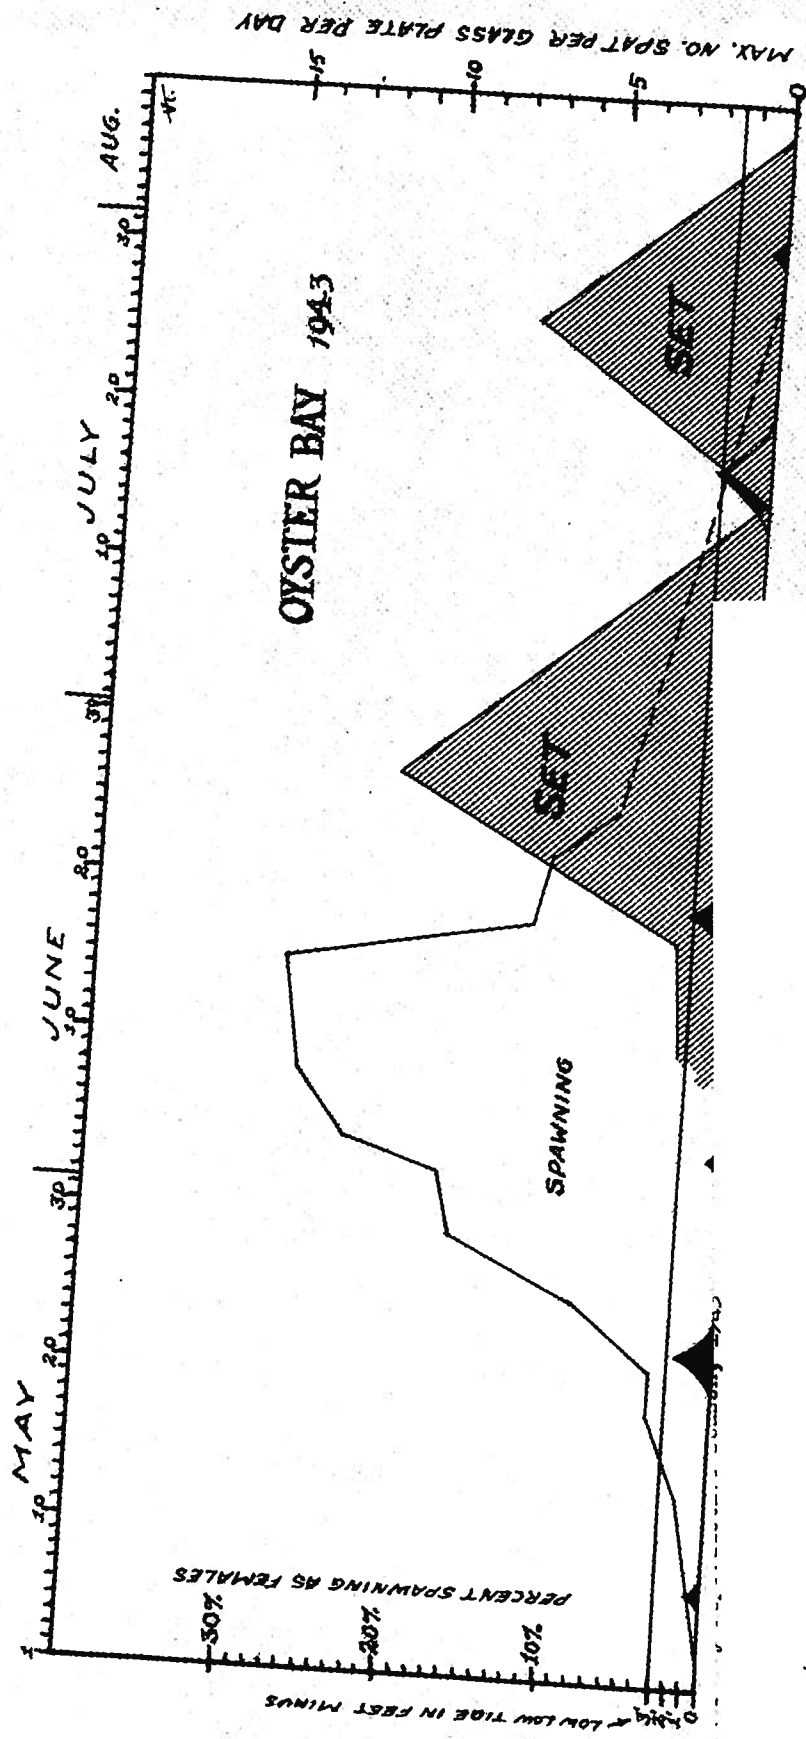 OYSTER BAY 1943
MAY
JUNE
JULY
AUG.
1
10
20
30
10
20
30
10
20
30
PERCENT SPAWNING AS FEMALES
30%
20%
10%
0
LOW LOW TIDE IN FEET MINUS
SPAWNING
SET
SET
MAX. NO. SPAT PER GLASS PLATE PER DAY
15
10
5
0